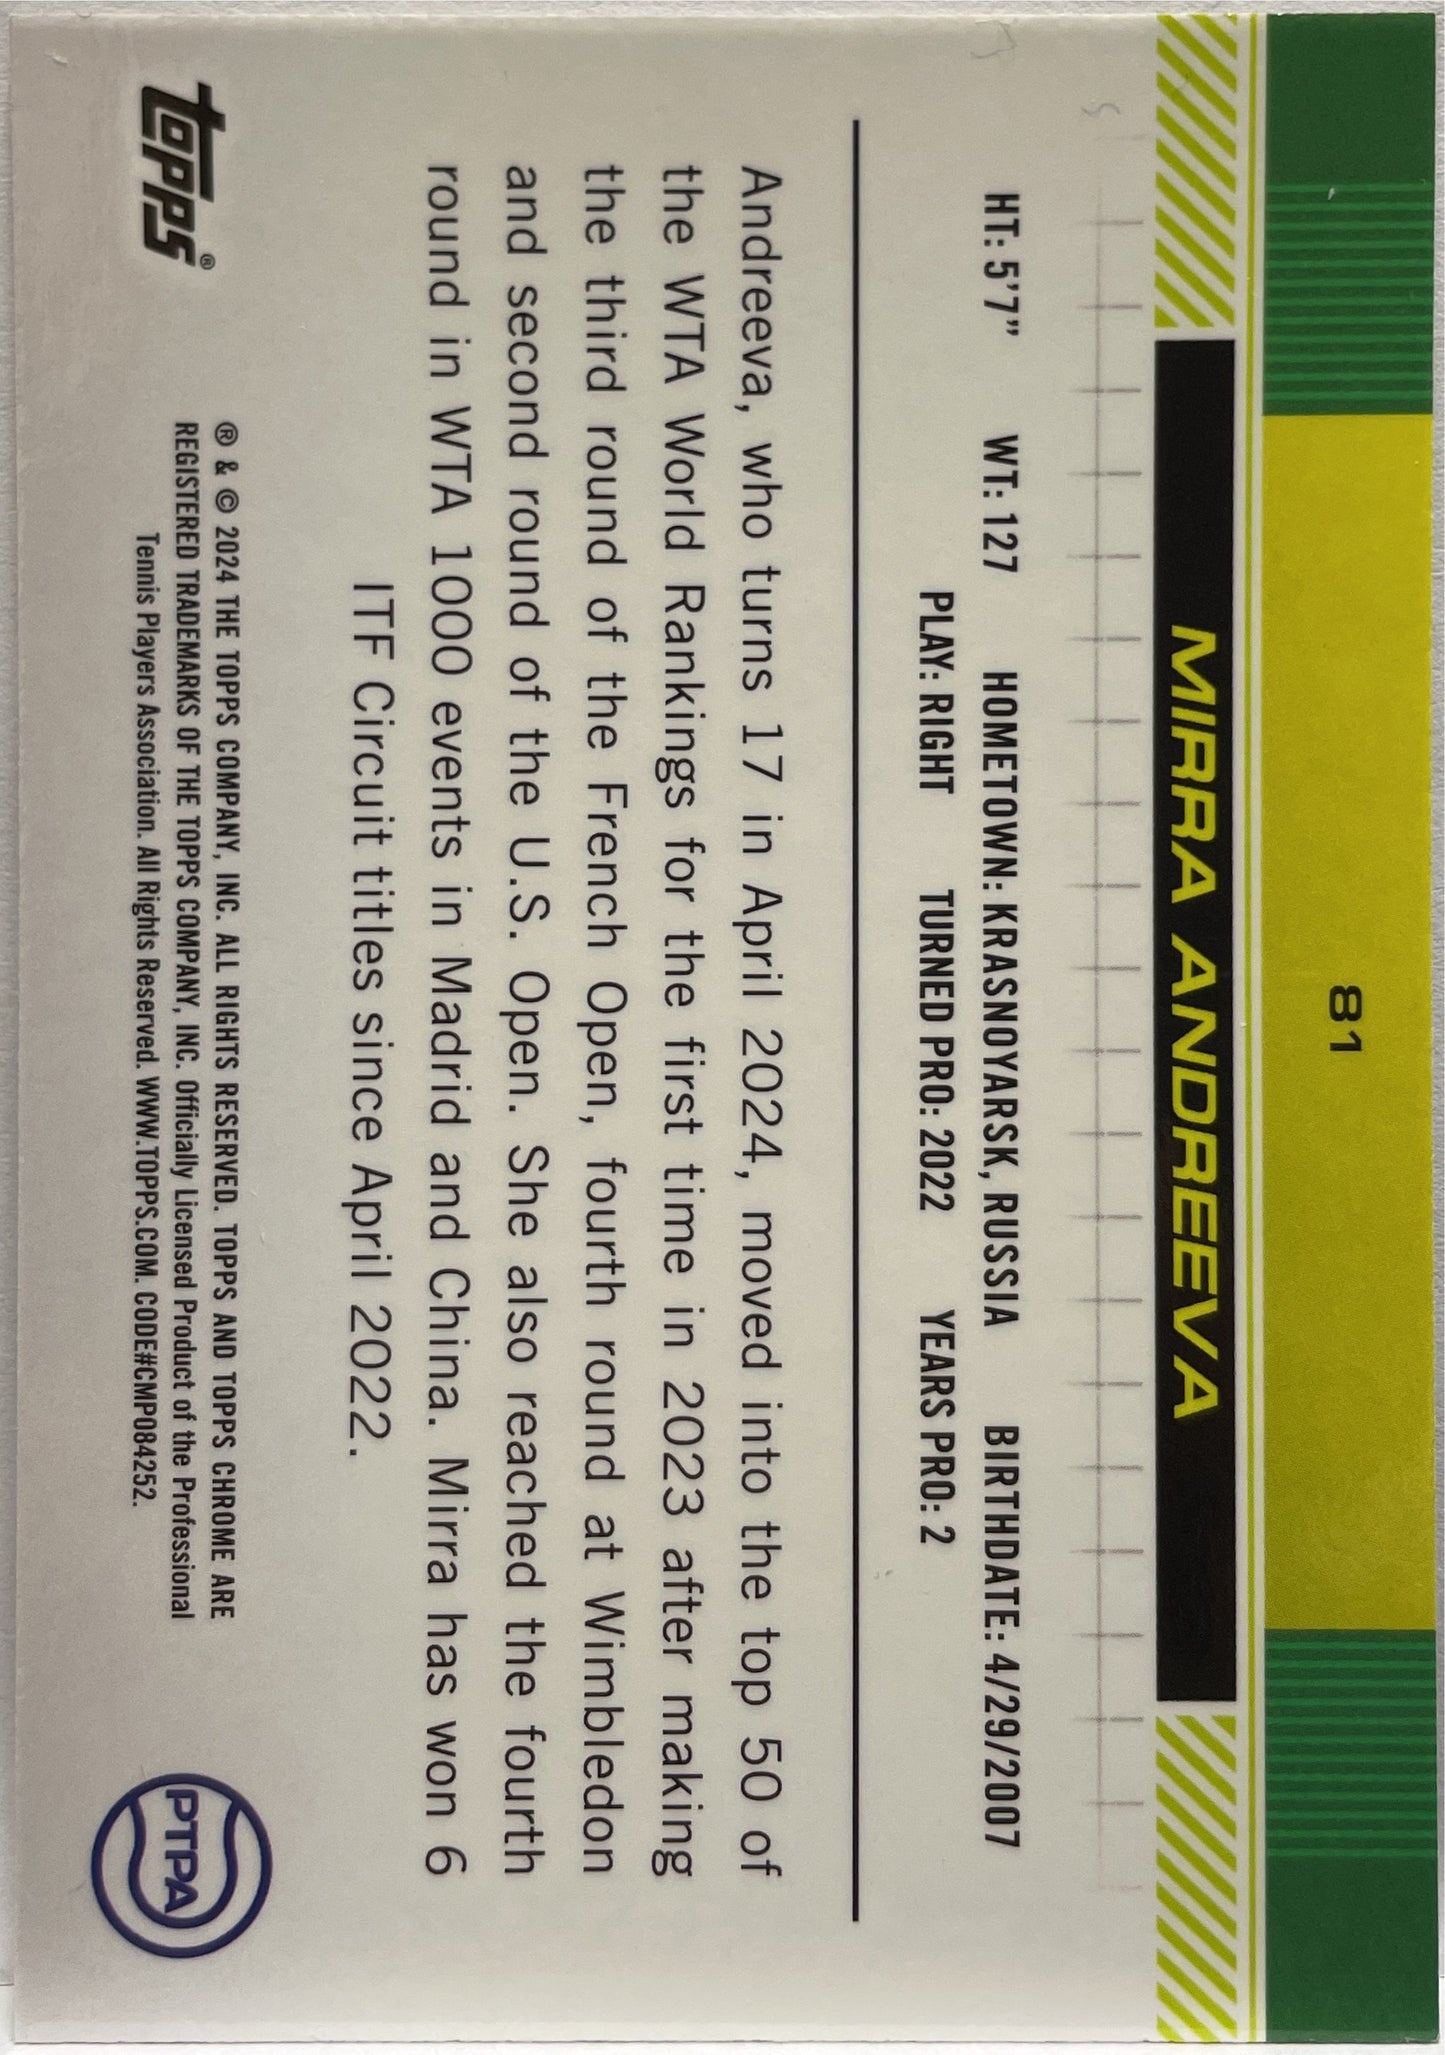 81
MIRRA ANDREEVA
HT: 5’7” WT: 127 HOMETOWN: KRASNOYARSK, RUSSIA BIRTHDATE: 4/29/2007
PLAY: RIGHT TURNED PRO: 2022 YEARS PRO: 2
Andreeva, who turns 17 in April 2024, moved into the top 50 of
the WTA World Rankings for the first time in 2023 after making
the third round of the French Open, fourth round at Wimbledon
and second round of the U.S. Open. She also reached the fourth
round in WTA 1000 events in Madrid and China. Mirra has won 6
ITF Circuit titles since April 2022.
topps®
® & © 2024 THE TOPPS COMPANY, INC. ALL RIGHTS RESERVED. TOPPS AND TOPPS CHROME ARE
REGISTERED TRADEMARKS OF THE TOPPS COMPANY, INC. Officially Licensed Product of the Professional
Tennis Players Association. All Rights Reserved. WWW.TOPPS.COM. CODE#CMP084252.
PTPA